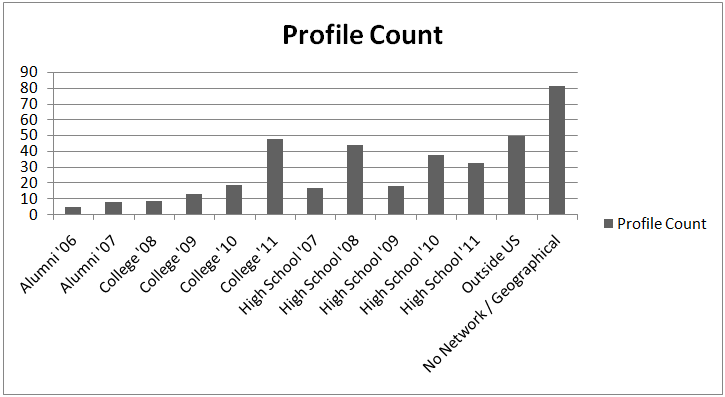 Profile Count
90
80
70
60
50
40
30
20
10
0
Alumni '06
Alumni '07
College '08
College '09
College '10
College '11
High School '07
High School '08
High School '09
High School '10
High School '11
Outside US
No Network / Geographical
Profile Count